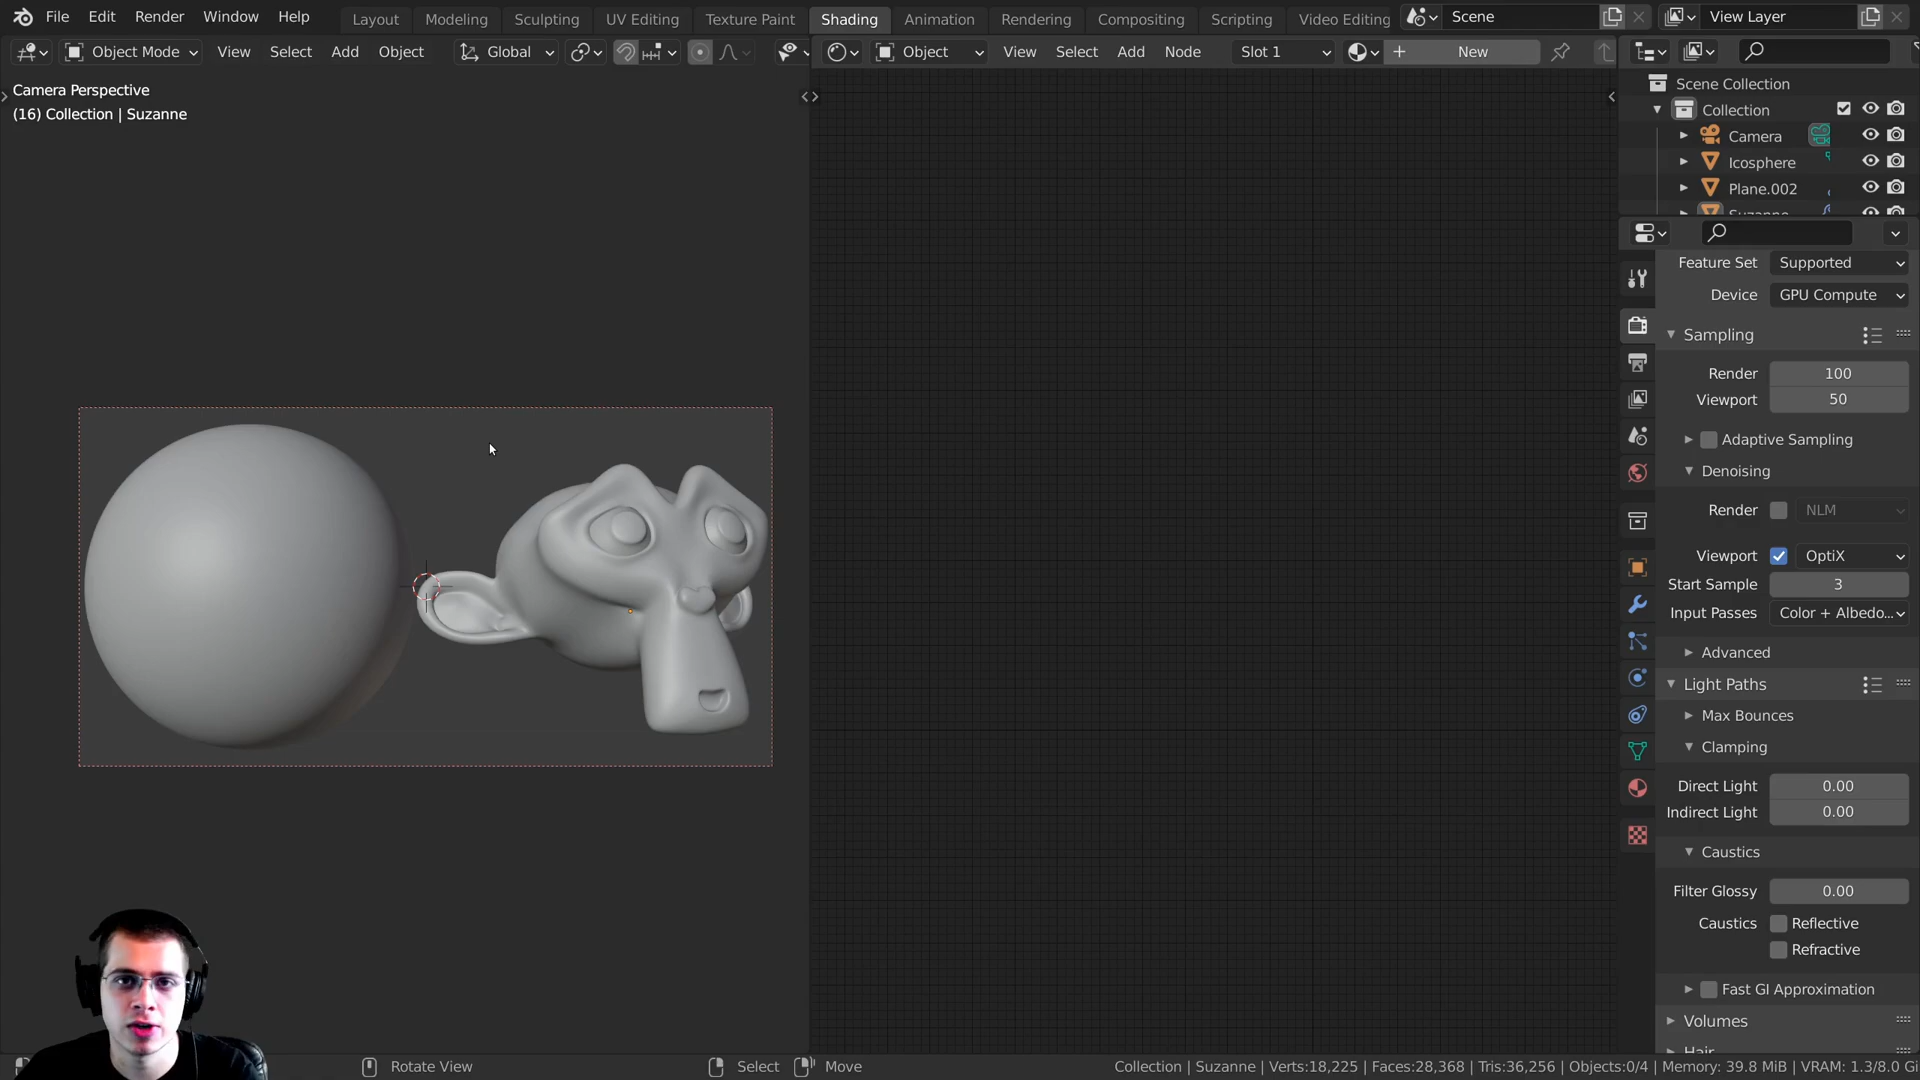 File Edit Render Window Help Layout Modeling Sculpting UV Editing Texture Paint Shading Animation Rendering Compositing Scripting Video Editing Scene View Layer
Object Mode View Select Add Object Global Object View Select Add Node Slot 1 New
Camera Perspective
(16) Collection | Suzanne
Scene Collection
Collection
Camera
Icosphere
Plane.002
Suzanne
Feature Set Supported
Device GPU Compute
Sampling
Render 100
Viewport 50
Adaptive Sampling
Denoising
Render NLM
Viewport OptiX
Start Sample 3
Input Passes Color + Albedo...
Advanced
Light Paths
Max Bounces
Clamping
Direct Light 0.00
Indirect Light 0.00
Caustics
Filter Glossy 0.00
Caustics Reflective
Refractive
Fast GI Approximation
Volumes
Hair
Rotate View Select Move Collection | Suzanne | Verts:18,225 | Faces:28,368 | Tris:36,256 | Objects:0/4 | Memory: 39.8 MiB | VRAM: 1.3/8.0 Gi